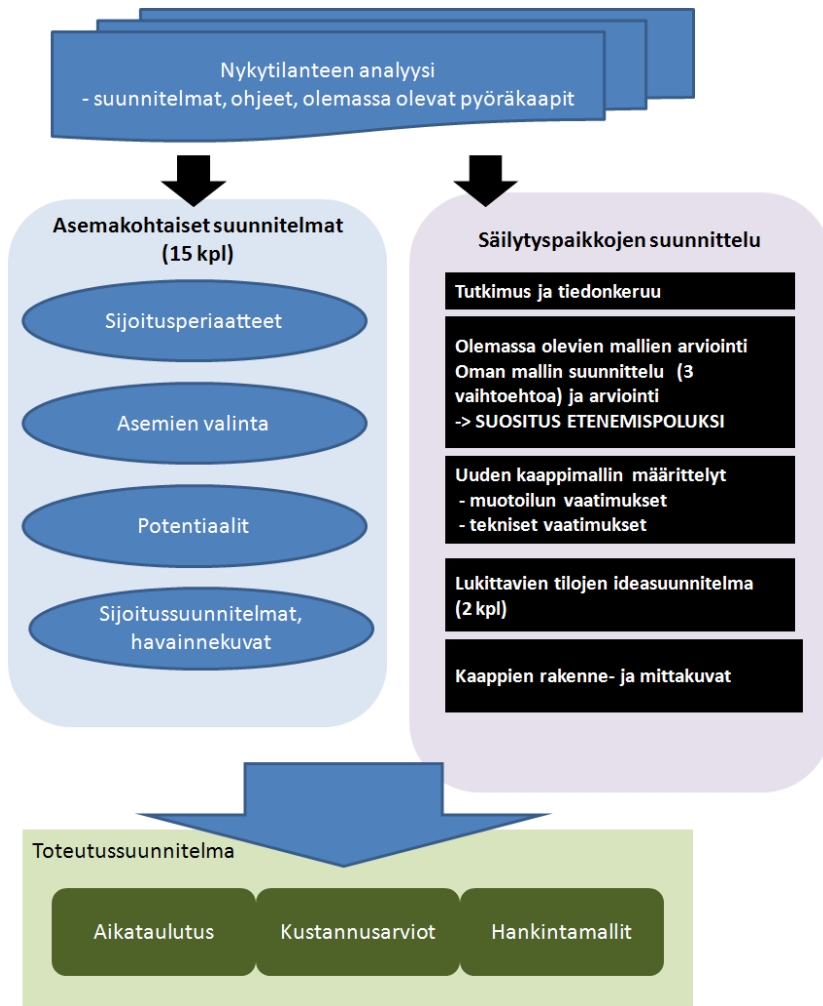 Nykytilanteen analyysi
- suunnitelmat, ohjeet, olemassa olevat pyöräkaapit
Asemakohtaiset suunnitelmat
(15 kpl)
Sijoitusperiaatteet
Asemien valinta
Potentiaalit
Sijoitussuunnitelmat,
havainnekuvat
Säilytyspaikkojen suunnittelu
Tutkimus ja tiedonkeruu
Olemassa olevien mallien arviointi
Oman mallin suunnittelu (3
vaihtoehtoa) ja arviointi
-> SUOSITUS ETENEMISPOLUKSI
Uuden kaappimallin määrittelyt
- muotoilun vaatimukset
- tekniset vaatimukset
Lukittavien tilojen ideasuunnitelma
(2 kpl)
Kaappien rakenne- ja mittakuvat
Toteutussuunnitelma
Aikataulutus
Kustannusarviot
Hankintamallit